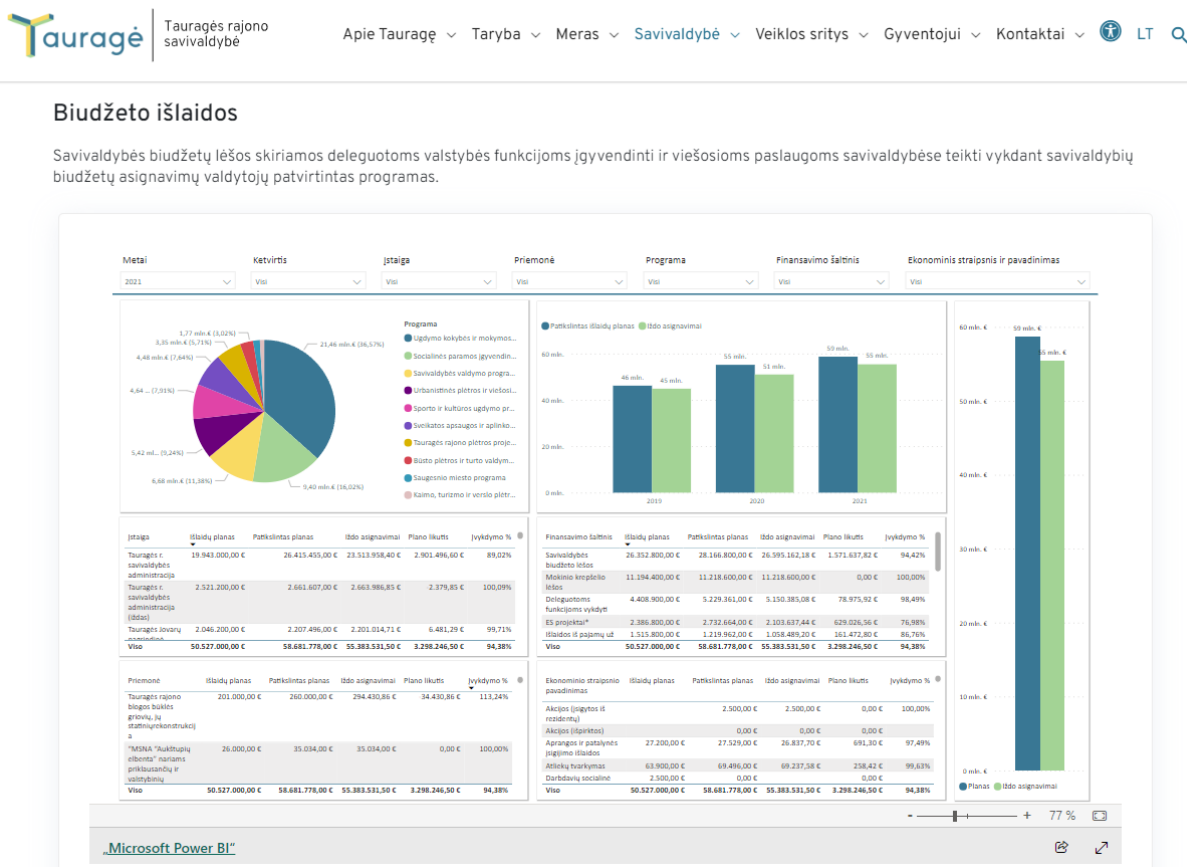 Tauragė
Tauragės rajono
savivaldybė
Apie Tauragę Taryba Meras Savivaldybė Veiklos sritys Gyventojui Kontaktai LT
Biudžeto išlaidos
Savivaldybės biudžetų lėšos skiriamos deleguotoms valstybės funkcijoms įgyvendinti ir viešosioms paslaugoms savivaldybėse teikti vykdant savivaldybių
biudžetų asignavimų valdytojų patvirtintas programas.
Metai Ketvirtis Įstaiga Priemonė Programa Finansavimo šaltinis Ekonominis straipsnis ir pavadinimas
2021 Visi Visi Visi Visi Visi Visi
1,77 mln.€ (3,02%)
3,35 mln.€ (5,71%)
4,48 mln.€ (7,64%)
4,64 ... (7,91%)
5,42 ml... (9,24%)
6,68 mln.€ (11,38%)
9,40 mln.€ (16,02%)
21,46 mln.€ (36,57%)
Programa
Ugdymo kokybės ir mokymos...
Socialinės paramos įgyvendin...
Savivaldybės valdymo progra...
Urbanistinės plėtros ir viešosi...
Sporto ir kultūros ugdymo pr...
Sveikatos apsaugos ir aplinko...
Tauragės rajono plėtros proje...
Būsto plėtros ir turto valdym...
Saugesnio miesto programa
Kaimo, turizmo ir verslo plėtr...
Patikslintas išlaidų planas Iždo asignavimai
60 mln.
40 mln.
20 mln.
0 mln.
46 mln. 45 mln.
55 mln. 51 mln.
59 mln. 55 mln.
2019 2020 2021
60 mln. €
50 mln. €
40 mln. €
30 mln. €
20 mln. €
10 mln. €
0 mln. €
59 mln. €
55 mln. €
Planas Iždo asignavimai
Įstaiga Išlaidų planas Patikslintas planas Iždo asignavimai Plano likutis Įvykdymo %
Tauragės r. 19.943.000,00 € 26.415.455,00 € 23.513.958,40 € 2.901.496,60 € 89,02%
savivaldybės
administracija
Tauragės r. 2.521.200,00 € 2.661.607,00 € 2.663.986,85 € -2.379,85 € 100,09%
savivaldybės
administracija
(iždas)
Tauragės Jovarų 2.046.200,00 € 2.207.496,00 € 2.201.014,71 € 6.481,29 € 99,71%
pagrindinė
Viso 50.527.000,00 € 58.681.778,00 € 55.383.531,50 € 3.298.246,50 € 94,38%
Finansavimo šaltinis Išlaidų planas Patikslintas planas Iždo asignavimai Plano likutis Įvykdymo %
Savivaldybės 26.352.800,00 € 28.166.800,00 € 26.595.162,18 € 1.571.637,82 € 94,42%
biudžeto lėšos
Mokinio krepšelio 11.194.400,00 € 11.218.600,00 € 11.218.600,00 € 0,00 € 100,00%
lėšos
Deleguotoms 4.408.900,00 € 5.229.361,00 € 5.150.385,08 € 78.975,92 € 98,49%
funkcijoms vykdyti
ES projektai* 2.386.800,00 € 2.732.664,00 € 2.103.637,44 € 629.026,56 € 76,98%
Išlaidos iš pajamų už 1.515.800,00 € 1.219.962,00 € 1.058.489,20 € 161.472,80 € 86,76%
Viso 50.527.000,00 € 58.681.778,00 € 55.383.531,50 € 3.298.246,50 € 94,38%
Priemonė Išlaidų planas Patikslintas planas Iždo asignavimai Plano likutis Įvykdymo %
Tauragės rajono 201.000,00 € 260.000,00 € 294.430,86 € 34.430,86 € 113,24%
blogos būklės
griovių, jų
statiniųrekonstrukcij
a
"MSNA "Aukštupių 26.000,00 € 35.034,00 € 35.034,00 € 0,00 € 100,00%
elbenta" nariams
priklausančių ir
valstybinių
Viso 50.527.000,00 € 58.681.778,00 € 55.383.531,50 € 3.298.246,50 € 94,38%
Ekonominio straipsnio Išlaidų planas Patikslintas planas Iždo asignavimai Plano likutis Įvykdymo %
pavadinimas
Akcijos (įsigytos iš 2.500,00 € 2.500,00 € 0,00 € 100,00%
rezidentų)
Akcijos (išpirktos) 0,00 € 0,00 € 0,00 €
Aprangos ir patalynės 27.200,00 € 27.529,00 € 26.837,70 € 691,30 € 97,49%
įsigijimo išlaidos
Atliekų tvarkymas 63.900,00 € 69.496,00 € 69.237,58 € 258,42 € 99,63%
Darbdavių socialinė 2.500,00 € 0,00 € 0,00 €
Viso 50.527.000,00 € 58.681.778,00 € 55.383.531,50 € 3.298.246,50 € 94,38%
- + 77 %
„Microsoft Power BI“